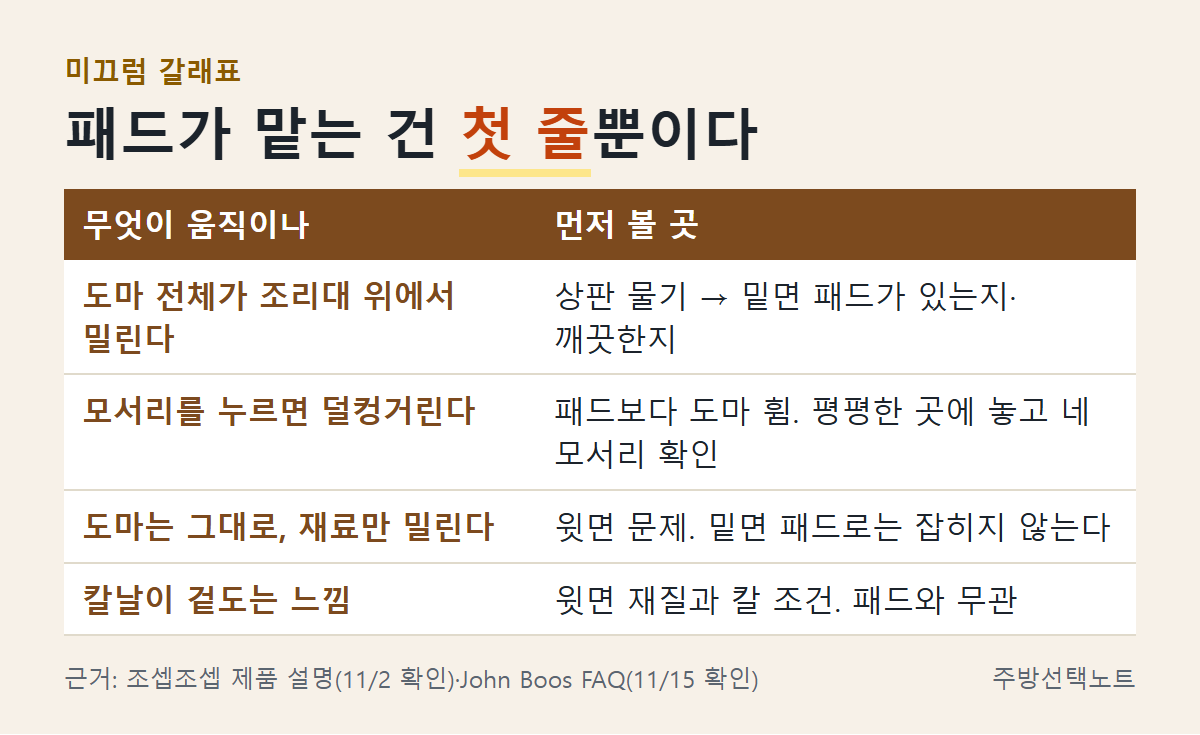 미끄럼 갈래표
패드가 맡는 건 첫 줄뿐이다
무엇이 움직이나
먼저 볼 곳
도마 전체가 조리대 위에서
밀린다
상판 물기 → 밑면 패드가 있는지·
깨끗한지
모서리를 누르면 덜컹거린다
패드보다 도마 휨. 평평한 곳에 놓고 네
모서리 확인
도마는 그대로, 재료만 밀린다
윗면 문제. 밑면 패드로는 잡히지 않는다
칼날이 겉도는 느낌
윗면 재질과 칼 조건. 패드와 무관
근거: 조셉조셉 제품 설명(11/2 확인)·John Boos FAQ(11/15 확인)
주방선택노트